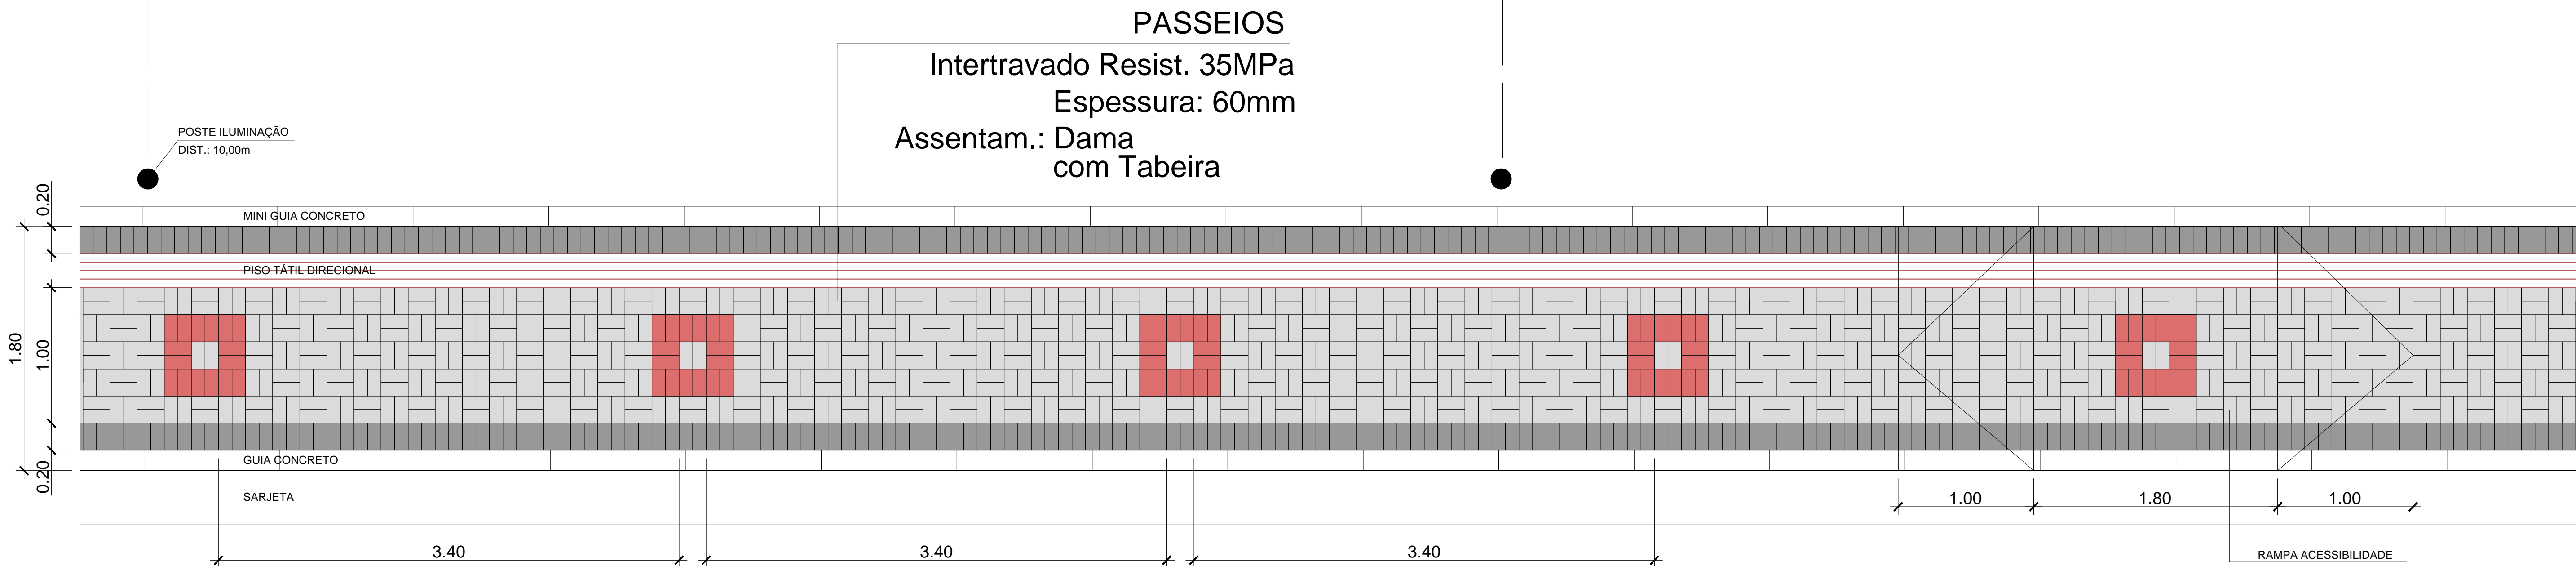 PASSEIOS
Intertravado Resist. 35MPa
Espessura: 60mm
Assentam.: Dama
com Tabeira
POSTE ILUMINAÇÃO
DIST.: 10,00m
0.20
MINI GUIA CONCRETO
PISO TÁTIL DIRECIONAL
1.80
1.00
GUIA CONCRETO
0.20
SARJETA
1.00
1.80
1.00
3.40
3.40
3.40
RAMPA ACESSIBILIDADE